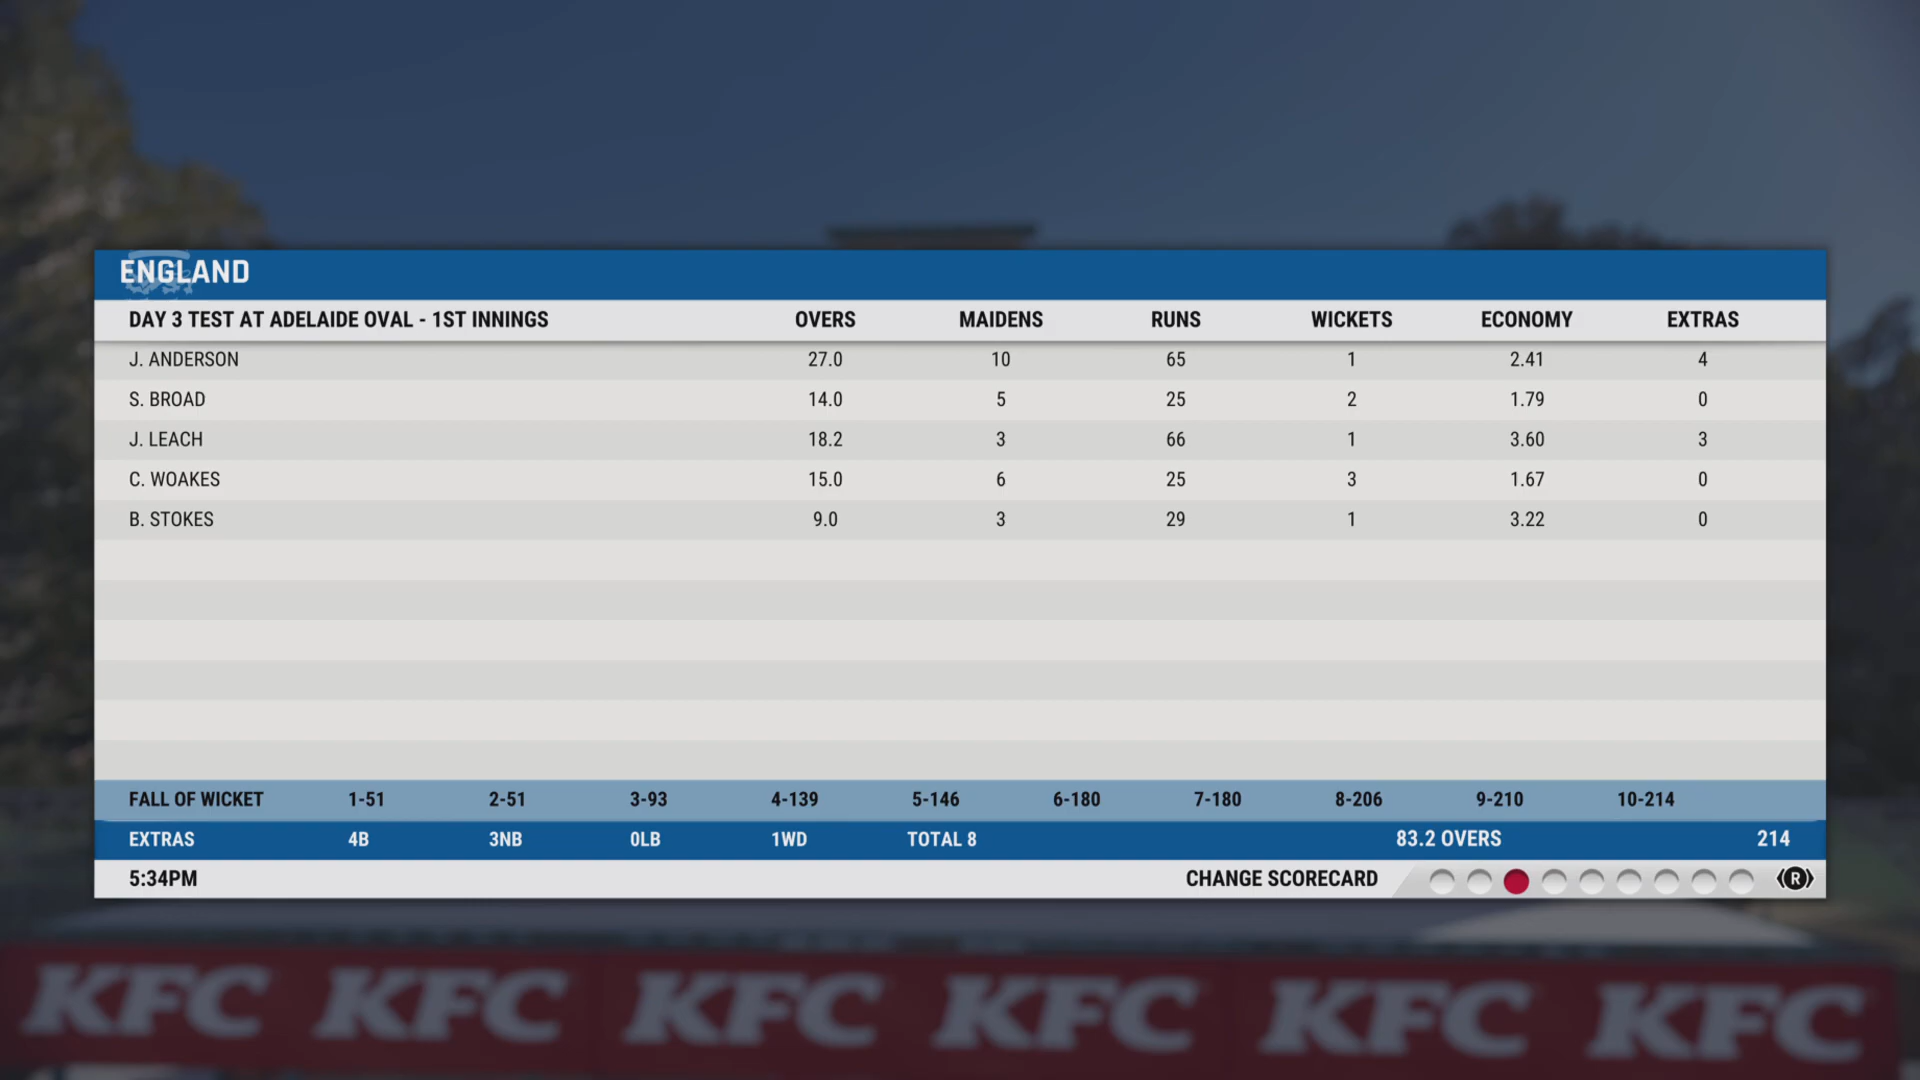 ENGLAND
DAY 3 TEST AT ADELAIDE OVAL - 1ST INNINGS OVERS MAIDENS RUNS WICKETS ECONOMY EXTRAS
J. ANDERSON 27.0 10 65 1 2.41 4
S. BROAD 14.0 5 25 2 1.79 0
J. LEACH 18.2 3 66 1 3.60 3
C. WOAKES 15.0 6 25 3 1.67 0
B. STOKES 9.0 3 29 1 3.22 0
FALL OF WICKET 1-51 2-51 3-93 4-139 5-146 6-180 7-180 8-206 9-210 10-214
EXTRAS 4B 3NB 0LB 1WD TOTAL 8 83.2 OVERS 214
5:34PM CHANGE SCORECARD R
KFC KFC KFC KFC KFC KFC